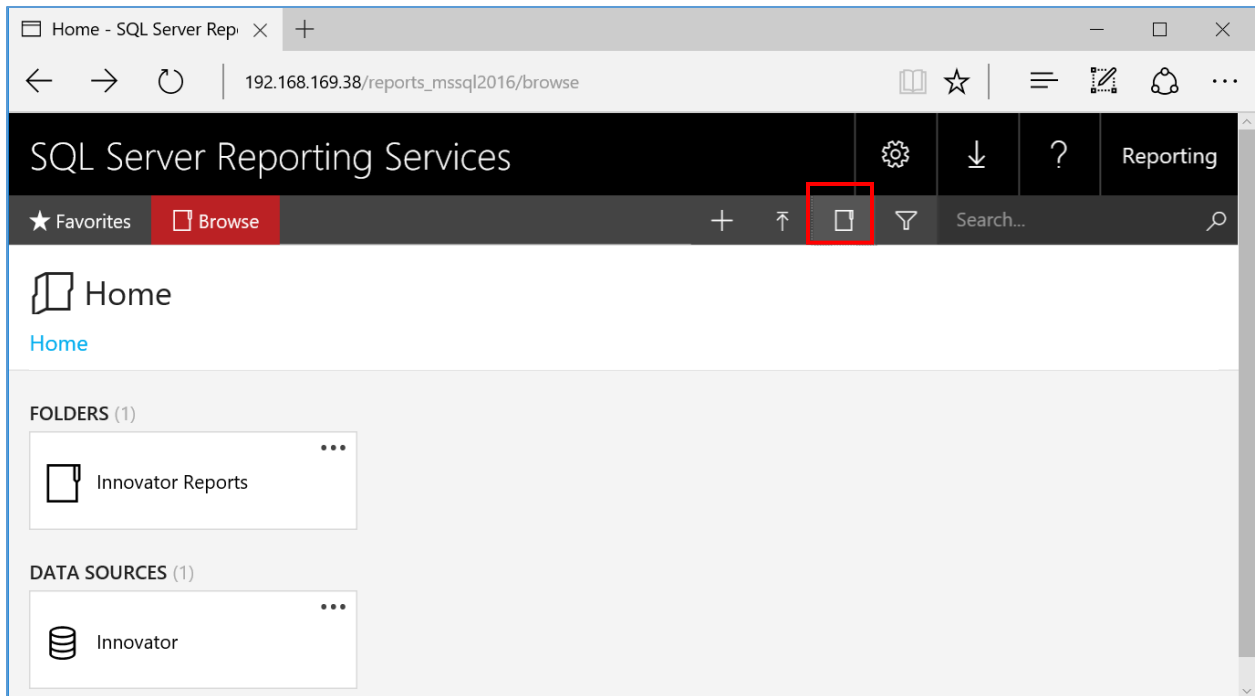 Home - SQL Server Rep
192.168.169.38/reports_mssql2016/browse
SQL Server Reporting Services
? Reporting
Favorites Browse Search...
Home
Home
FOLDERS (1)
Innovator Reports
DATA SOURCES (1)
Innovator